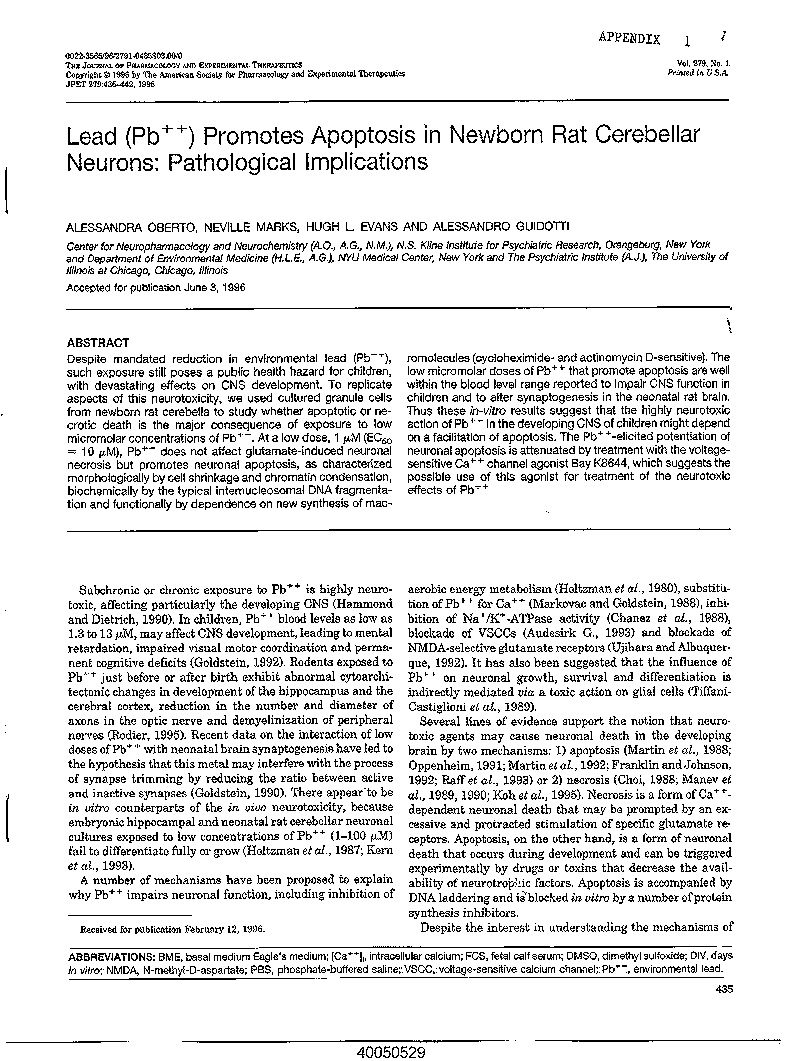 APPENDIX 1 1
0022-3565/96/2791-0435$03.00/0
THE JOURNAL OF PHARMACOLOGY AND EXPERIMENTAL THERAPEUTICS
Copyright © 1996 by The American Society for Pharmacology and Experimental Therapeutics
JPET 279:435–442, 1996
Vol. 279, No. 1
Printed in U.S.A.
Lead (Pb++) Promotes Apoptosis in Newborn Rat Cerebellar
Neurons: Pathological Implications
ALESSANDRA OBERTO, NEVILLE MARKS, HUGH L. EVANS AND ALESSANDRO GUIDOTTI
Center for Neuropharmacology and Neurochemistry (A.O., A.G., N.M.), N.S. Kline Institute for Psychiatric Research, Orangeburg, New York
and Department of Environmental Medicine (H.L.E., A.G.), NYU Medical Center, New York and The Psychiatric Institute (A.J.), The University of
Illinois at Chicago, Chicago, Illinois
Accepted for publication June 3, 1996
ABSTRACT
Despite mandated reduction in environmental lead (Pb++),
such exposure still poses a public health hazard for children,
with devastating effects on CNS development. To replicate
aspects of this neurotoxicity, we used cultured granule cells
from newborn rat cerebella to study whether apoptotic or ne-
crotic death is the major consequence of exposure to low
micromolar concentrations of Pb++. At a low dose, 1 µM (EC50
= 10 µM), Pb++ does not affect glutamate-induced neuronal
necrosis but promotes neuronal apoptosis, as characterized
morphologically by cell shrinkage and chromatin condensation,
biochemically by the typical internucleosomal DNA fragmenta-
tion and functionally by dependence on new synthesis of mac-
romolecules (cycloheximide- and actinomycin D-sensitive). The
low micromolar doses of Pb++ that promote apoptosis are well
within the blood level range reported to impair CNS function in
children and to alter synaptogenesis in the neonatal rat brain.
Thus these in-vitro results suggest that the highly neurotoxic
action of Pb++ in the developing CNS of children might depend
on a facilitation of apoptosis. The Pb++-elicited potentiation of
neuronal apoptosis is attenuated by treatment with the voltage-
sensitive Ca++ channel agonist Bay K8644, which suggests the
possible use of this agonist for treatment of the neurotoxic
effects of Pb++
Subchronic or chronic exposure to Pb++ is highly neuro-
toxic, affecting particularly the developing CNS (Hammond
and Dietrich, 1990). In children, Pb++ blood levels as low as
1.3 to 13 µM, may affect CNS development, leading to mental
retardation, impaired visual motor coordination and perma-
nent cognitive deficits (Goldstein, 1992). Rodents exposed to
Pb++ just before or after birth exhibit abnormal cytoarchi-
tectonic changes in development of the hippocampus and the
cerebral cortex, reduction in the number and diameter of
axons in the optic nerve and demyelinization of peripheral
nerves (Rodier, 1995). Recent data on the interaction of low
doses of Pb++ with neonatal brain synaptogenesis have led to
the hypothesis that this metal may interfere with the process
of synapse trimming by reducing the ratio between active
and inactive synapses (Goldstein, 1990). There appear to be
in vitro counterparts of the in vivo neurotoxicity, because
embryonic hippocampal and neonatal rat cerebellar neuronal
cultures exposed to low concentrations of Pb++ (1–100 µM)
fail to differentiate fully or grow (Holtzman et al., 1987; Kern
et al., 1993).
A number of mechanisms have been proposed to explain
why Pb++ impairs neuronal function, including inhibition of
Received for publication February 12, 1996.
aerobic energy metabolism (Holtzman et al., 1980), substitu-
tion of Pb++ for Ca++ (Markovac and Goldstein, 1988), inhi-
bition of Na+/K+-ATPase activity (Chanez et al., 1988),
blockade of VSCCs (Audesirk G., 1993) and blockade of
NMDA-selective glutamate receptors (Ujihara and Albuquer-
que, 1992). It has also been suggested that the influence of
Pb++ on neuronal growth, survival and differentiation is
indirectly mediated via a toxic action on glial cells (Tiffani-
Castiglioni et al., 1989).
Several lines of evidence support the notion that neuro-
toxic agents may cause neuronal death in the developing
brain by two mechanisms: 1) apoptosis (Martin et al., 1988;
Oppenheim, 1991; Martin et al., 1992; Franklin and Johnson,
1992; Raff et al., 1993) or 2) necrosis (Choi, 1988; Manev et
al., 1989, 1990; Koh et al., 1995). Necrosis is a form of Ca++-
dependent neuronal death that may be prompted by an ex-
cessive and protracted stimulation of specific glutamate re-
ceptors. Apoptosis, on the other hand, is a form of neuronal
death that occurs during development and can be triggered
experimentally by drugs or toxins that decrease the avail-
ability of neurotrophic factors. Apoptosis is accompanied by
DNA laddering and is blocked in vitro by a number of protein
synthesis inhibitors.
Despite the interest in understanding the mechanisms of
ABBREVIATIONS: BME, basal medium Eagle's medium; [Ca++]i, intracellular calcium; FCS, fetal calf serum; DMSO, dimethyl sulfoxide; DIV, days
in vitro; NMDA, N-methyl-D-aspartate; PBS, phosphate-buffered saline; VSCC, voltage-sensitive calcium channel; Pb++, environmental lead.
435
40050529